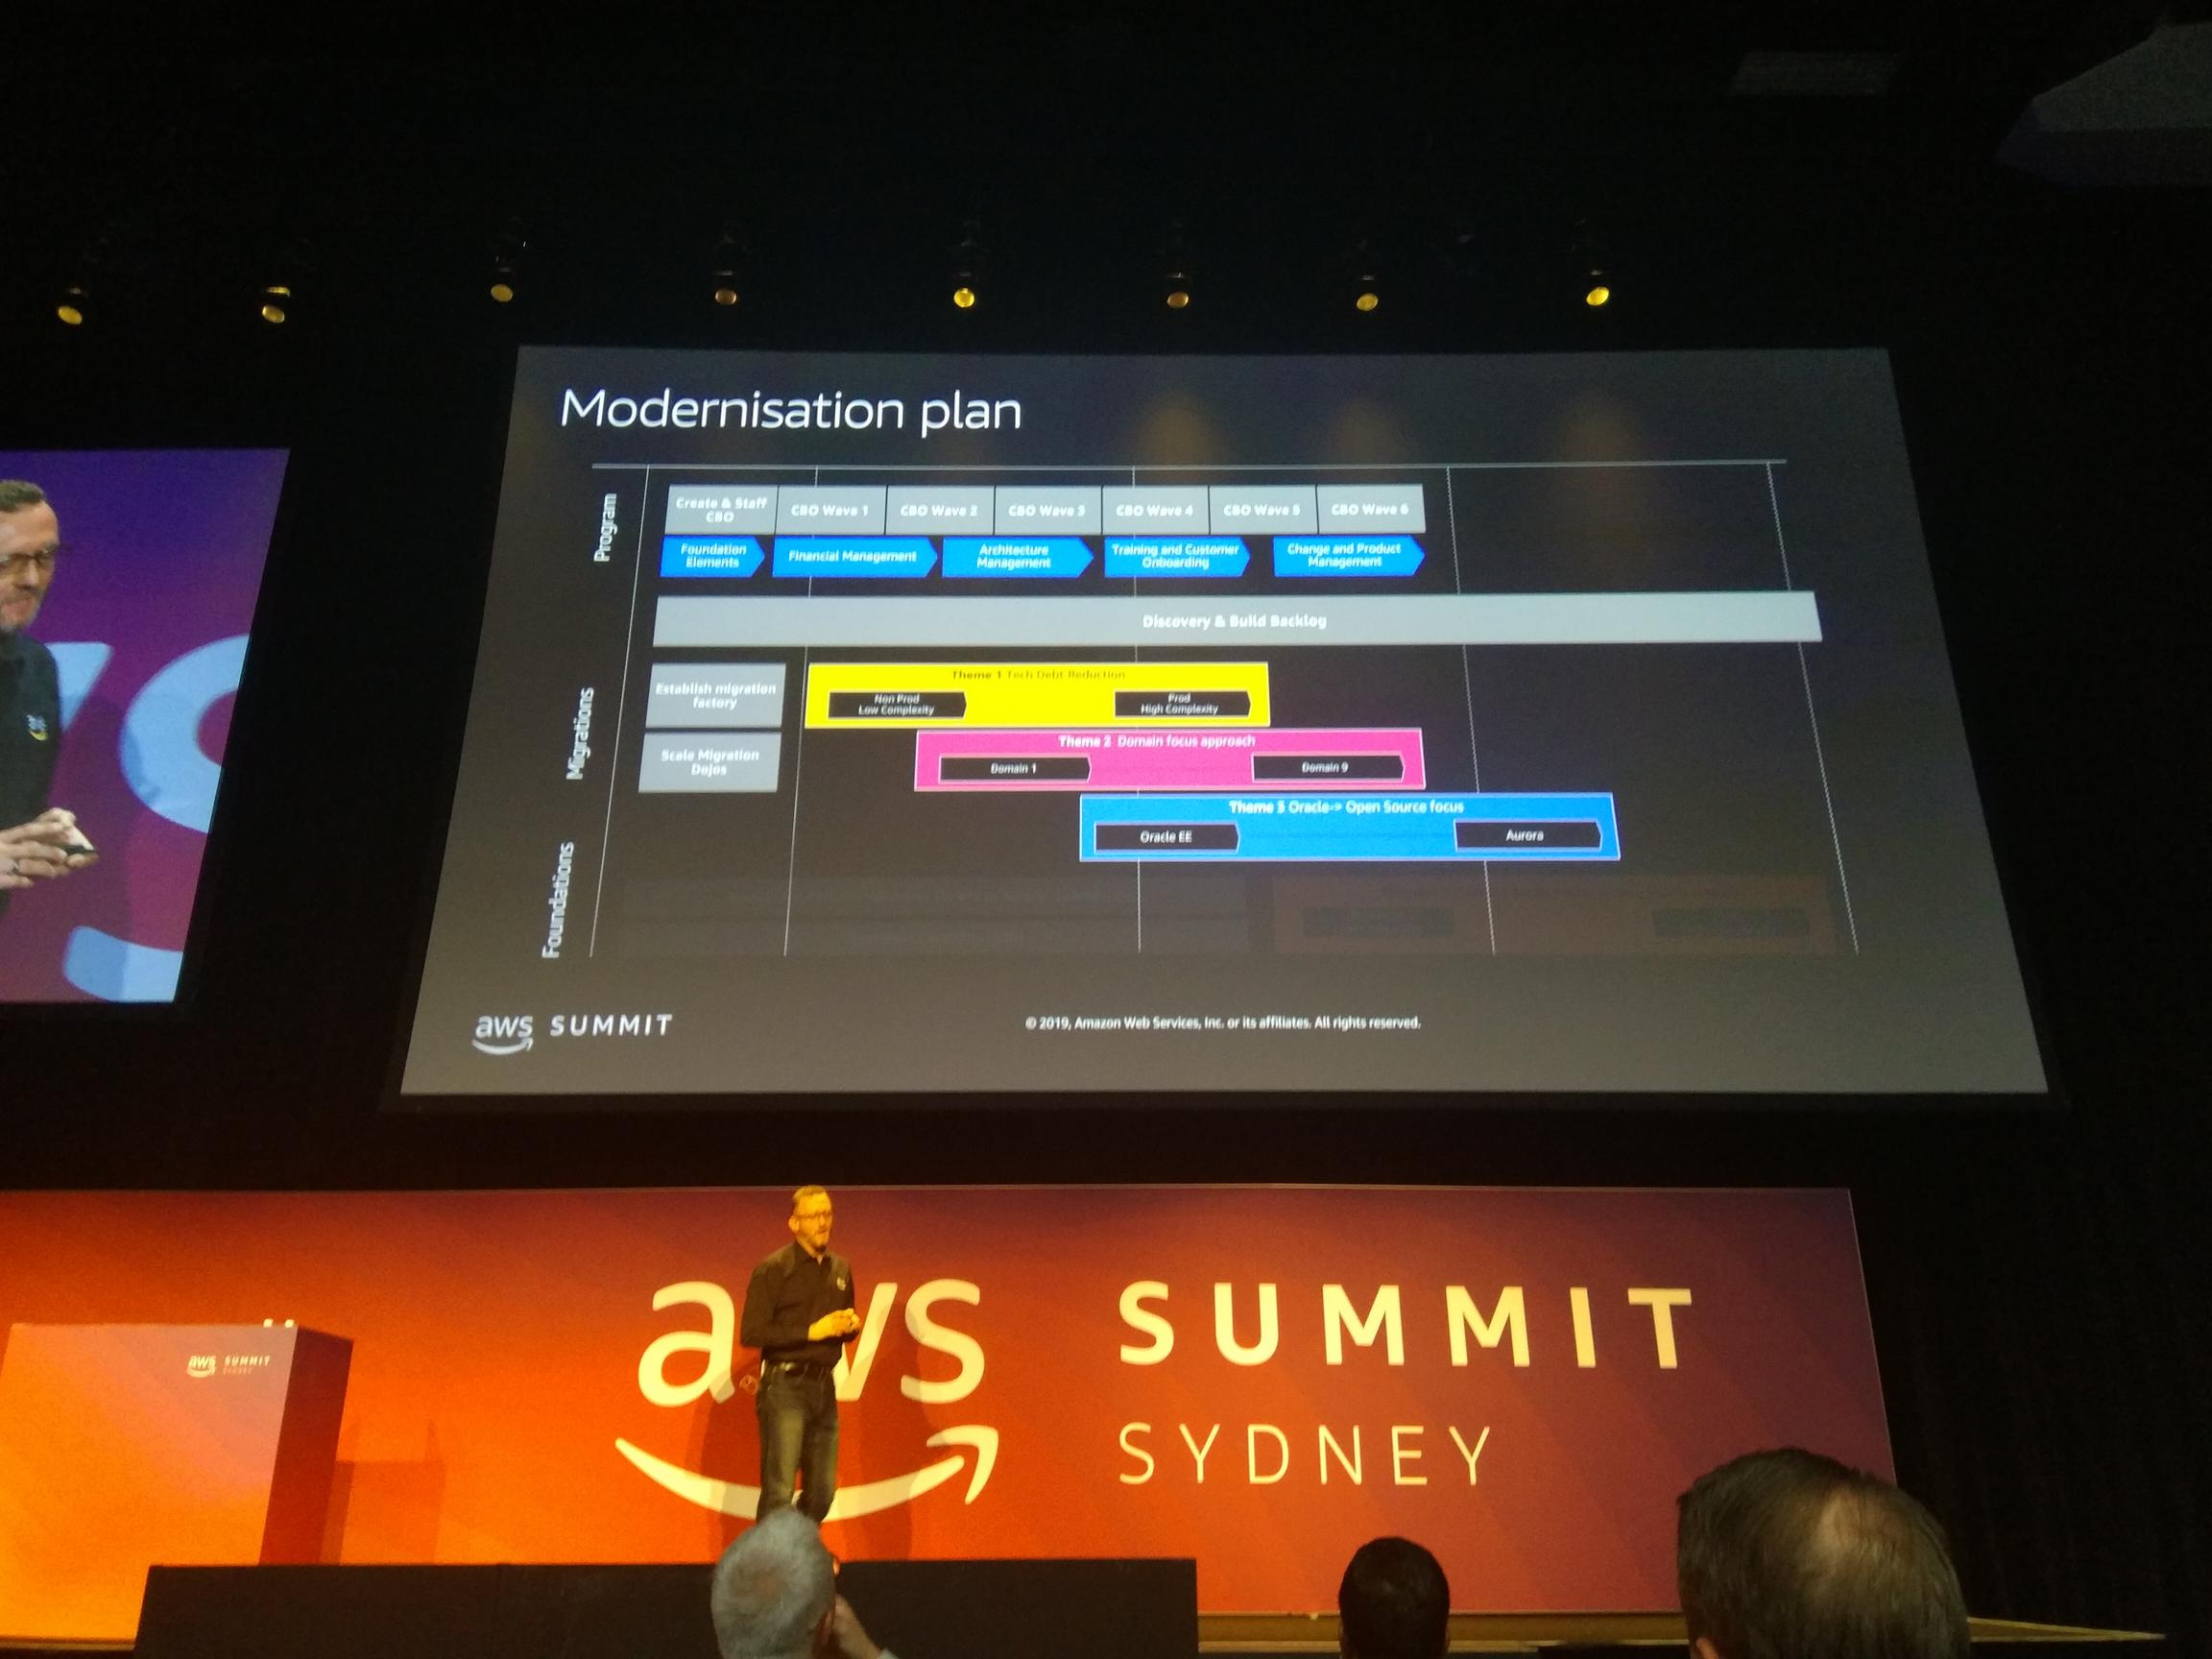 Modernisation plan
Program
Create & Staff
CBO
CBO Wave 1
CBO Wave 2
CBO Wave 3
CBO Wave 4
CBO Wave 5
CBO Wave 6
Foundation
Elements
Financial Management
Architecture
Management
Training and Customer
Onboarding
Change and Product
Management
Discovery & Build Backlog
Migrations
Establish migration
factory
Theme 1 Tech Debt Reduction
Non Prod
Low Complexity
Prod
High Complexity
Scale Migration
Dojos
Theme 2 Domain focus approach
Domain 1
Domain 9
Theme 3 Oracle-> Open Source focus
Oracle EE
Aurora
Foundations
aws SUMMIT
© 2019, Amazon Web Services, Inc. or its affiliates. All rights reserved.
aws SUMMIT
SYDNEY
aws SUMMIT
SYDNEY